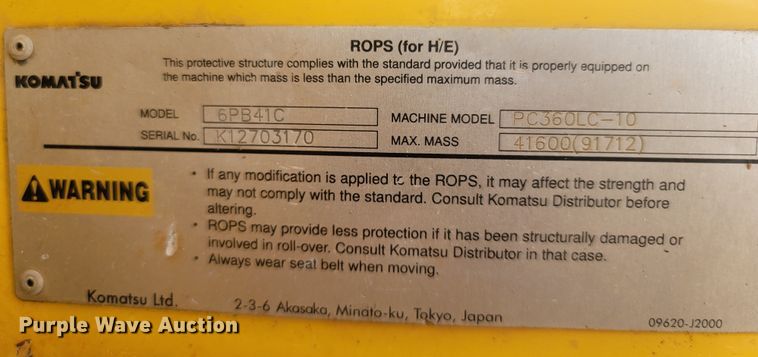 ROPS (for H/E)
This protective structure complies with the standard provided that it is properly equipped on
the machine which mass is less than the specified maximum mass.
KOMATSU
MODEL 6PB41C MACHINE MODEL PC360LC-10
SERIAL No. K12703170 MAX. MASS 41600(91712)
WARNING
• If any modification is applied to the ROPS, it may affect the strength and
may not comply with the standard. Consult Komatsu Distributor before
altering.
• ROPS may provide less protection if it has been structurally damaged or
involved in roll-over. Consult Komatsu Distributor in that case.
• Always wear seat belt when moving.
Komatsu Ltd. 2-3-6 Akasaka, Minato-ku, Tokyo, Japan
09620-J2000
Purple Wave Auction